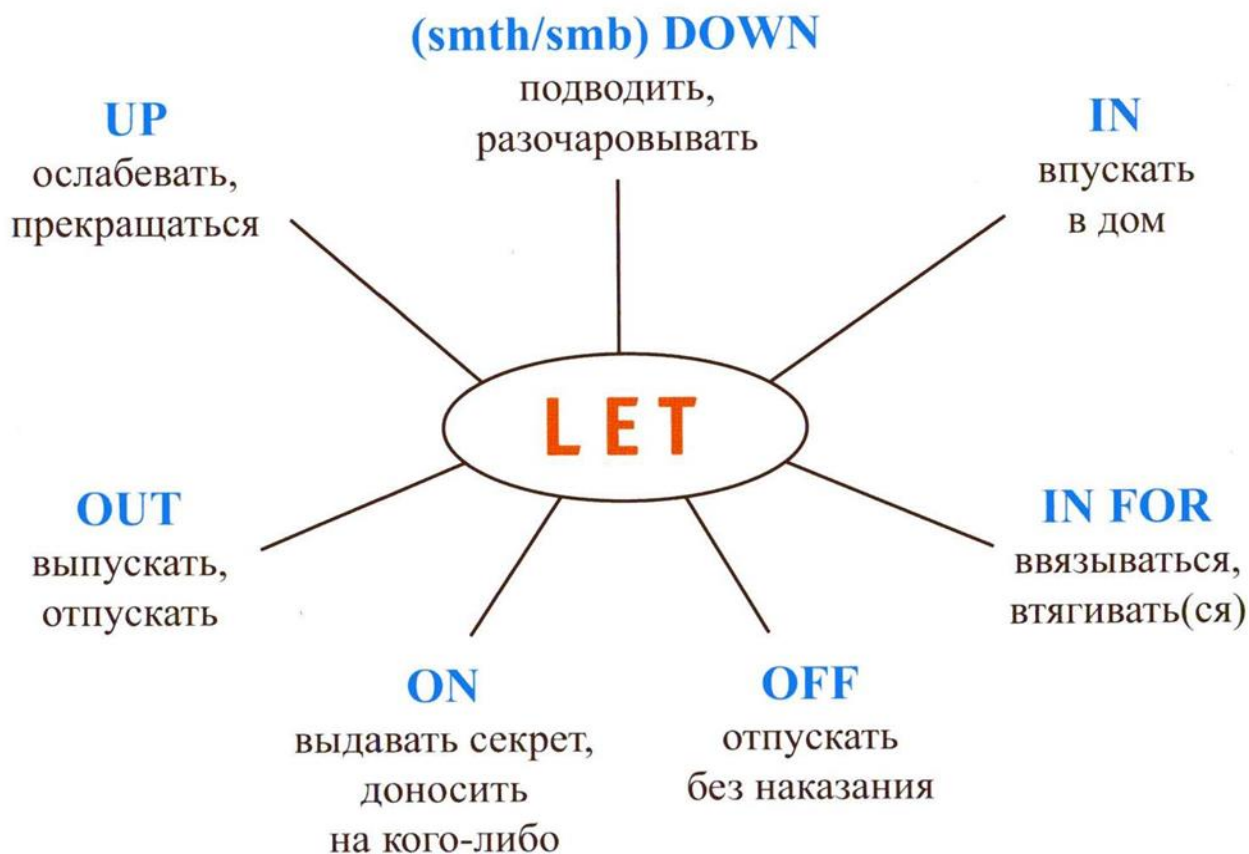 (smth/smb) DOWN
подводить,
разочаровывать
UP
ослабевать,
прекращаться
IN
впускать
в дом
LET
OUT
выпускать,
отпускать
IN FOR
ввязываться,
втягивать(ся)
ON
выдавать секрет,
доносить
на кого-либо
OFF
отпускать
без наказания